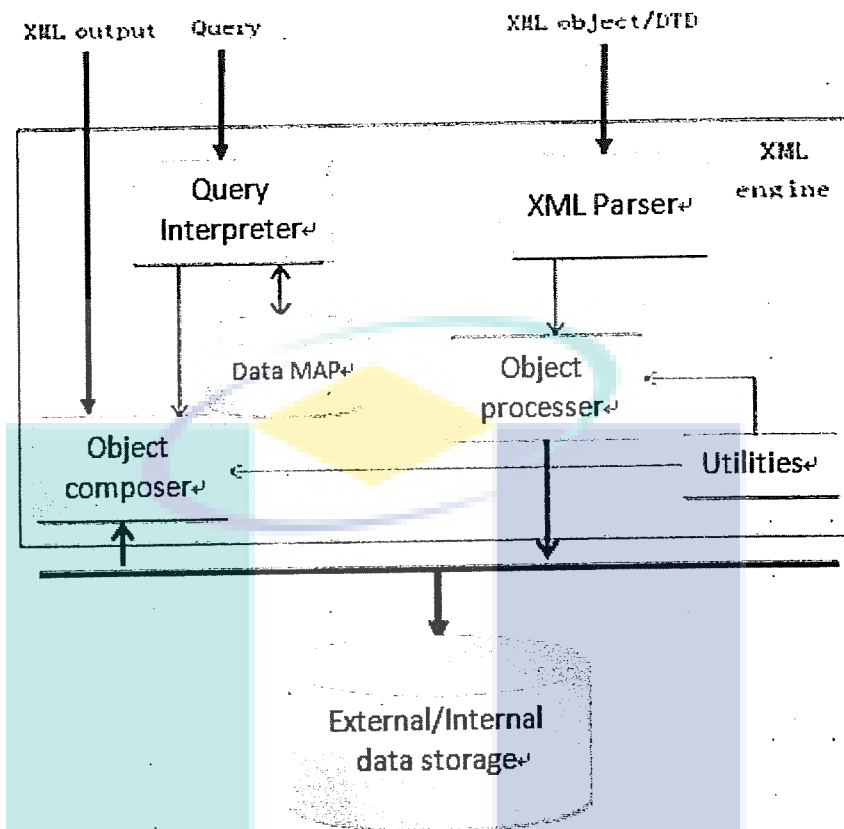 XML output
Query
XML object/DTD
XML
engine
Query
Interpreter↵
XML Parser↵
Data MAP↵
Object
processer↵
Object
composer↵
Utilities↵
External/Internal
data storage↵